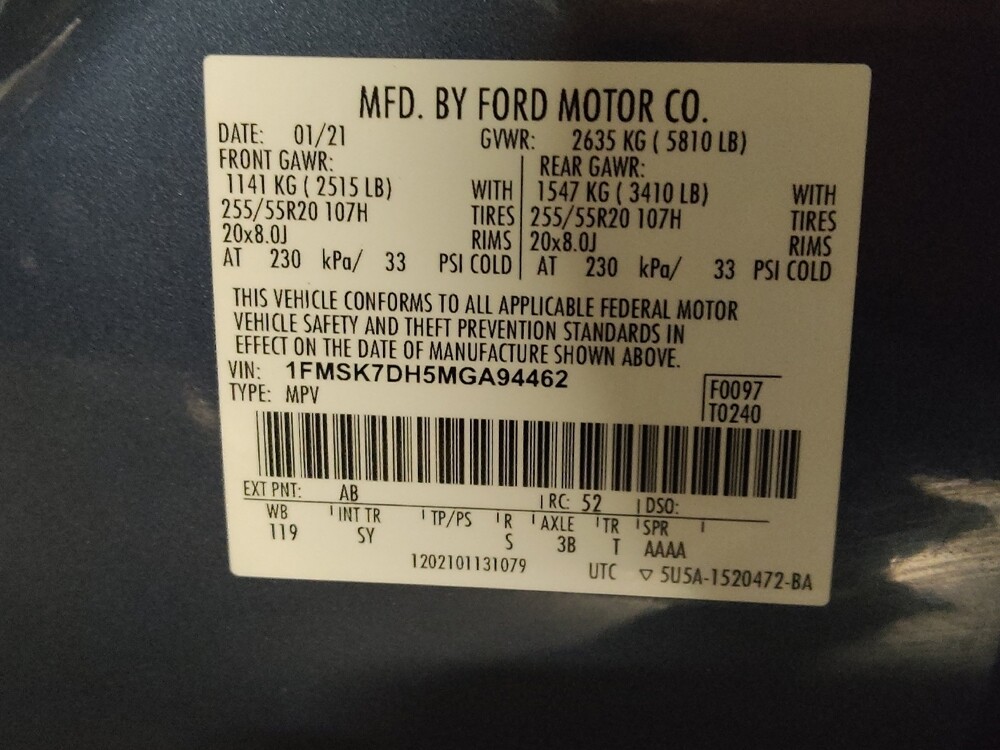 MFD. BY FORD MOTOR CO.
DATE: 01/21 GVWR: 2635 KG ( 5810 LB)
FRONT GAWR: REAR GAWR:
1141 KG ( 2515 LB) WITH 1547 KG ( 3410 LB) WITH
255/55R20 107H TIRES 255/55R20 107H TIRES
20x8.0J RIMS 20x8.0J RIMS
AT 230 kPa/ 33 PSI COLD AT 230 kPa/ 33 PSI COLD
THIS VEHICLE CONFORMS TO ALL APPLICABLE FEDERAL MOTOR
VEHICLE SAFETY AND THEFT PREVENTION STANDARDS IN
EFFECT ON THE DATE OF MANUFACTURE SHOWN ABOVE.
VIN: 1FMSK7DH5MGA94462
TYPE: MPV F0097
T0240
EXT PNT: AB RC: 52 DSO:
WB INT TR TP/PS R AXLE TR SPR
119 SY S 3B T AAAA
1202101131079 UTC ▽ 5U5A-1520472-BA